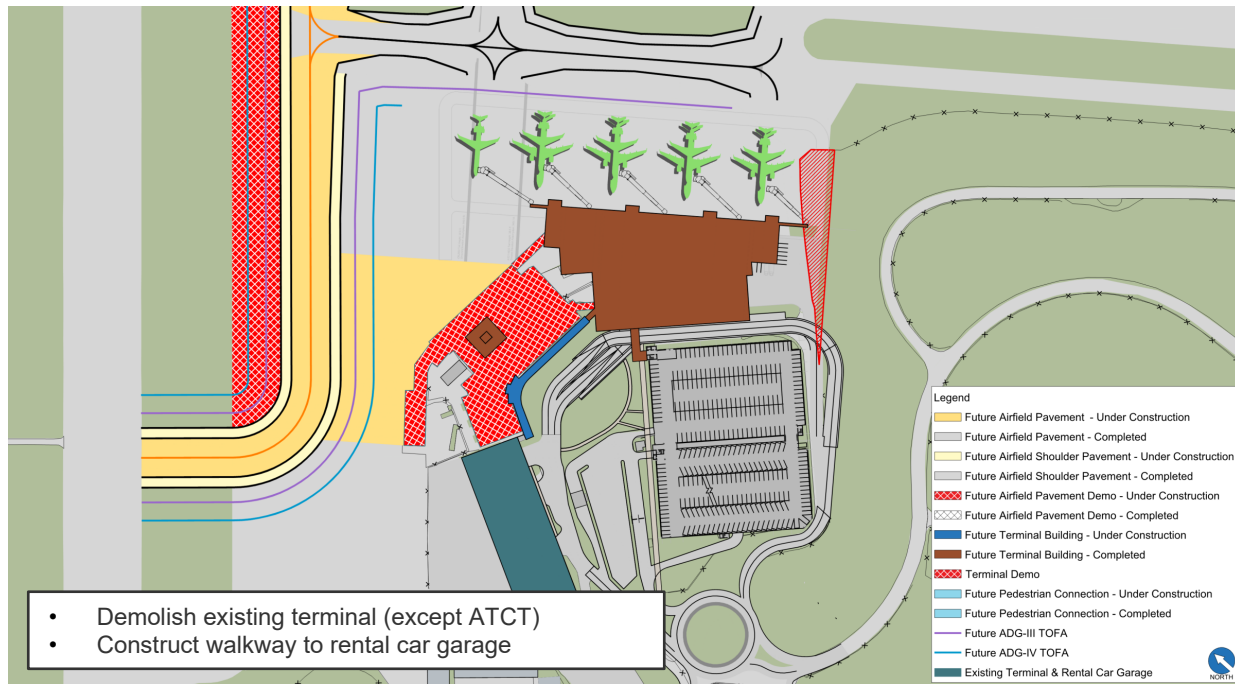 Legend
Future Airfield Pavement - Under Construction
Future Airfield Pavement - Completed
Future Airfield Shoulder Pavement - Under Construction
Future Airfield Shoulder Pavement - Completed
Future Airfield Pavement Demo - Under Construction
Future Airfield Pavement Demo - Completed
Future Terminal Building - Under Construction
Future Terminal Building - Completed
Terminal Demo
Future Pedestrian Connection - Under Construction
Future Pedestrian Connection - Completed
Future ADG-III TOFA
Future ADG-IV TOFA
Existing Terminal & Rental Car Garage
NORTH
• Demolish existing terminal (except ATCT)
• Construct walkway to rental car garage